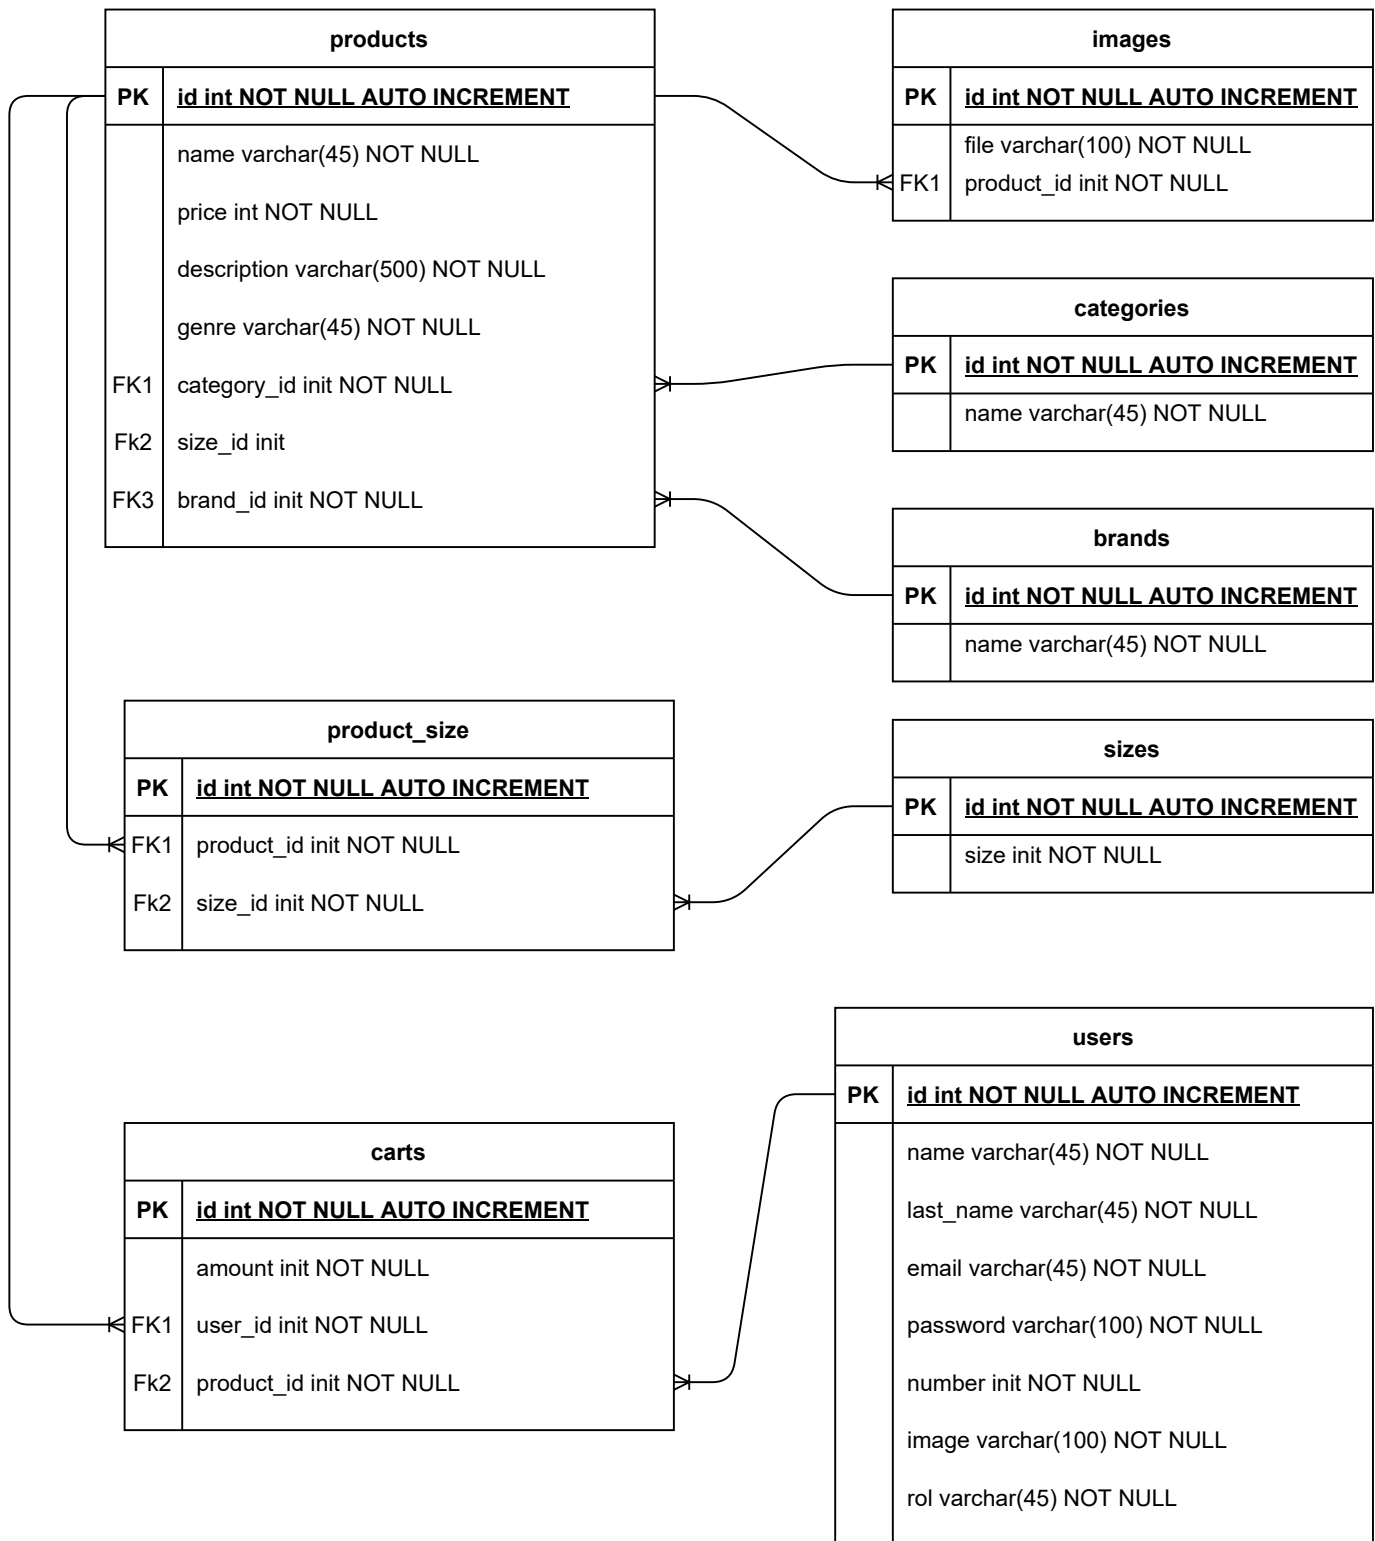 products
PK id int NOT NULL AUTO INCREMENT
name varchar(45) NOT NULL
price int NOT NULL
description varchar(500) NOT NULL
genre varchar(45) NOT NULL
FK1 category_id init NOT NULL
Fk2 size_id init
FK3 brand_id init NOT NULL
images
PK id int NOT NULL AUTO INCREMENT
file varchar(100) NOT NULL
FK1 product_id init NOT NULL
categories
PK id int NOT NULL AUTO INCREMENT
name varchar(45) NOT NULL
brands
PK id int NOT NULL AUTO INCREMENT
name varchar(45) NOT NULL
product_size
PK id int NOT NULL AUTO INCREMENT
FK1 product_id init NOT NULL
Fk2 size_id init NOT NULL
sizes
PK id int NOT NULL AUTO INCREMENT
size init NOT NULL
carts
PK id int NOT NULL AUTO INCREMENT
amount init NOT NULL
FK1 user_id init NOT NULL
Fk2 product_id init NOT NULL
users
PK id int NOT NULL AUTO INCREMENT
name varchar(45) NOT NULL
last_name varchar(45) NOT NULL
email varchar(45) NOT NULL
password varchar(100) NOT NULL
number init NOT NULL
image varchar(100) NOT NULL
rol varchar(45) NOT NULL